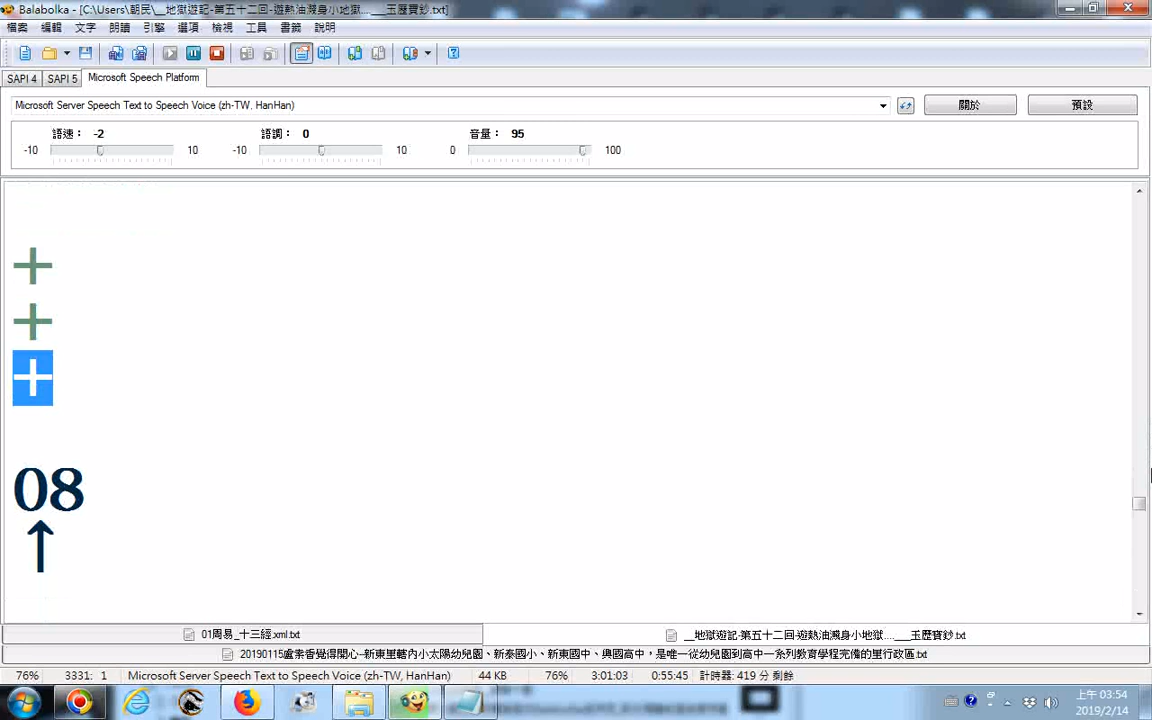 Balabolka - [C:\Users\朝民\__地獄遊記-第五十二回-遊熱油濺身小地獄....___玉歷寶鈔.txt]
檔案 編輯 文字 朗讀 引擎 選項 檢視 工具 書籤 說明
SAPI 4 SAPI 5 Microsoft Speech Platform
Microsoft Server Speech Text to Speech Voice (zh-TW, HanHan) 關於 預設
語速： -2 語調： 0 音量： 95
-10 10 -10 10 0 100
+
+
+
08
↑
01周易_十三經.xml.txt __地獄遊記-第五十二回-遊熱油濺身小地獄....___玉歷寶鈔.txt
20190115盧素香覺得開心--新東里轄內小太陽幼兒園、新泰國小、新東國中、興國高中，是唯一從幼兒園到高中一系列教育學程完備的里行政區.txt
76% 3331: 1 Microsoft Server Speech Text to Speech Voice (zh-TW, HanHan) 44 KB 76% 3:01:03 0:55:45 計時器: 419 分 剩餘
上午 03:54
2019/2/14